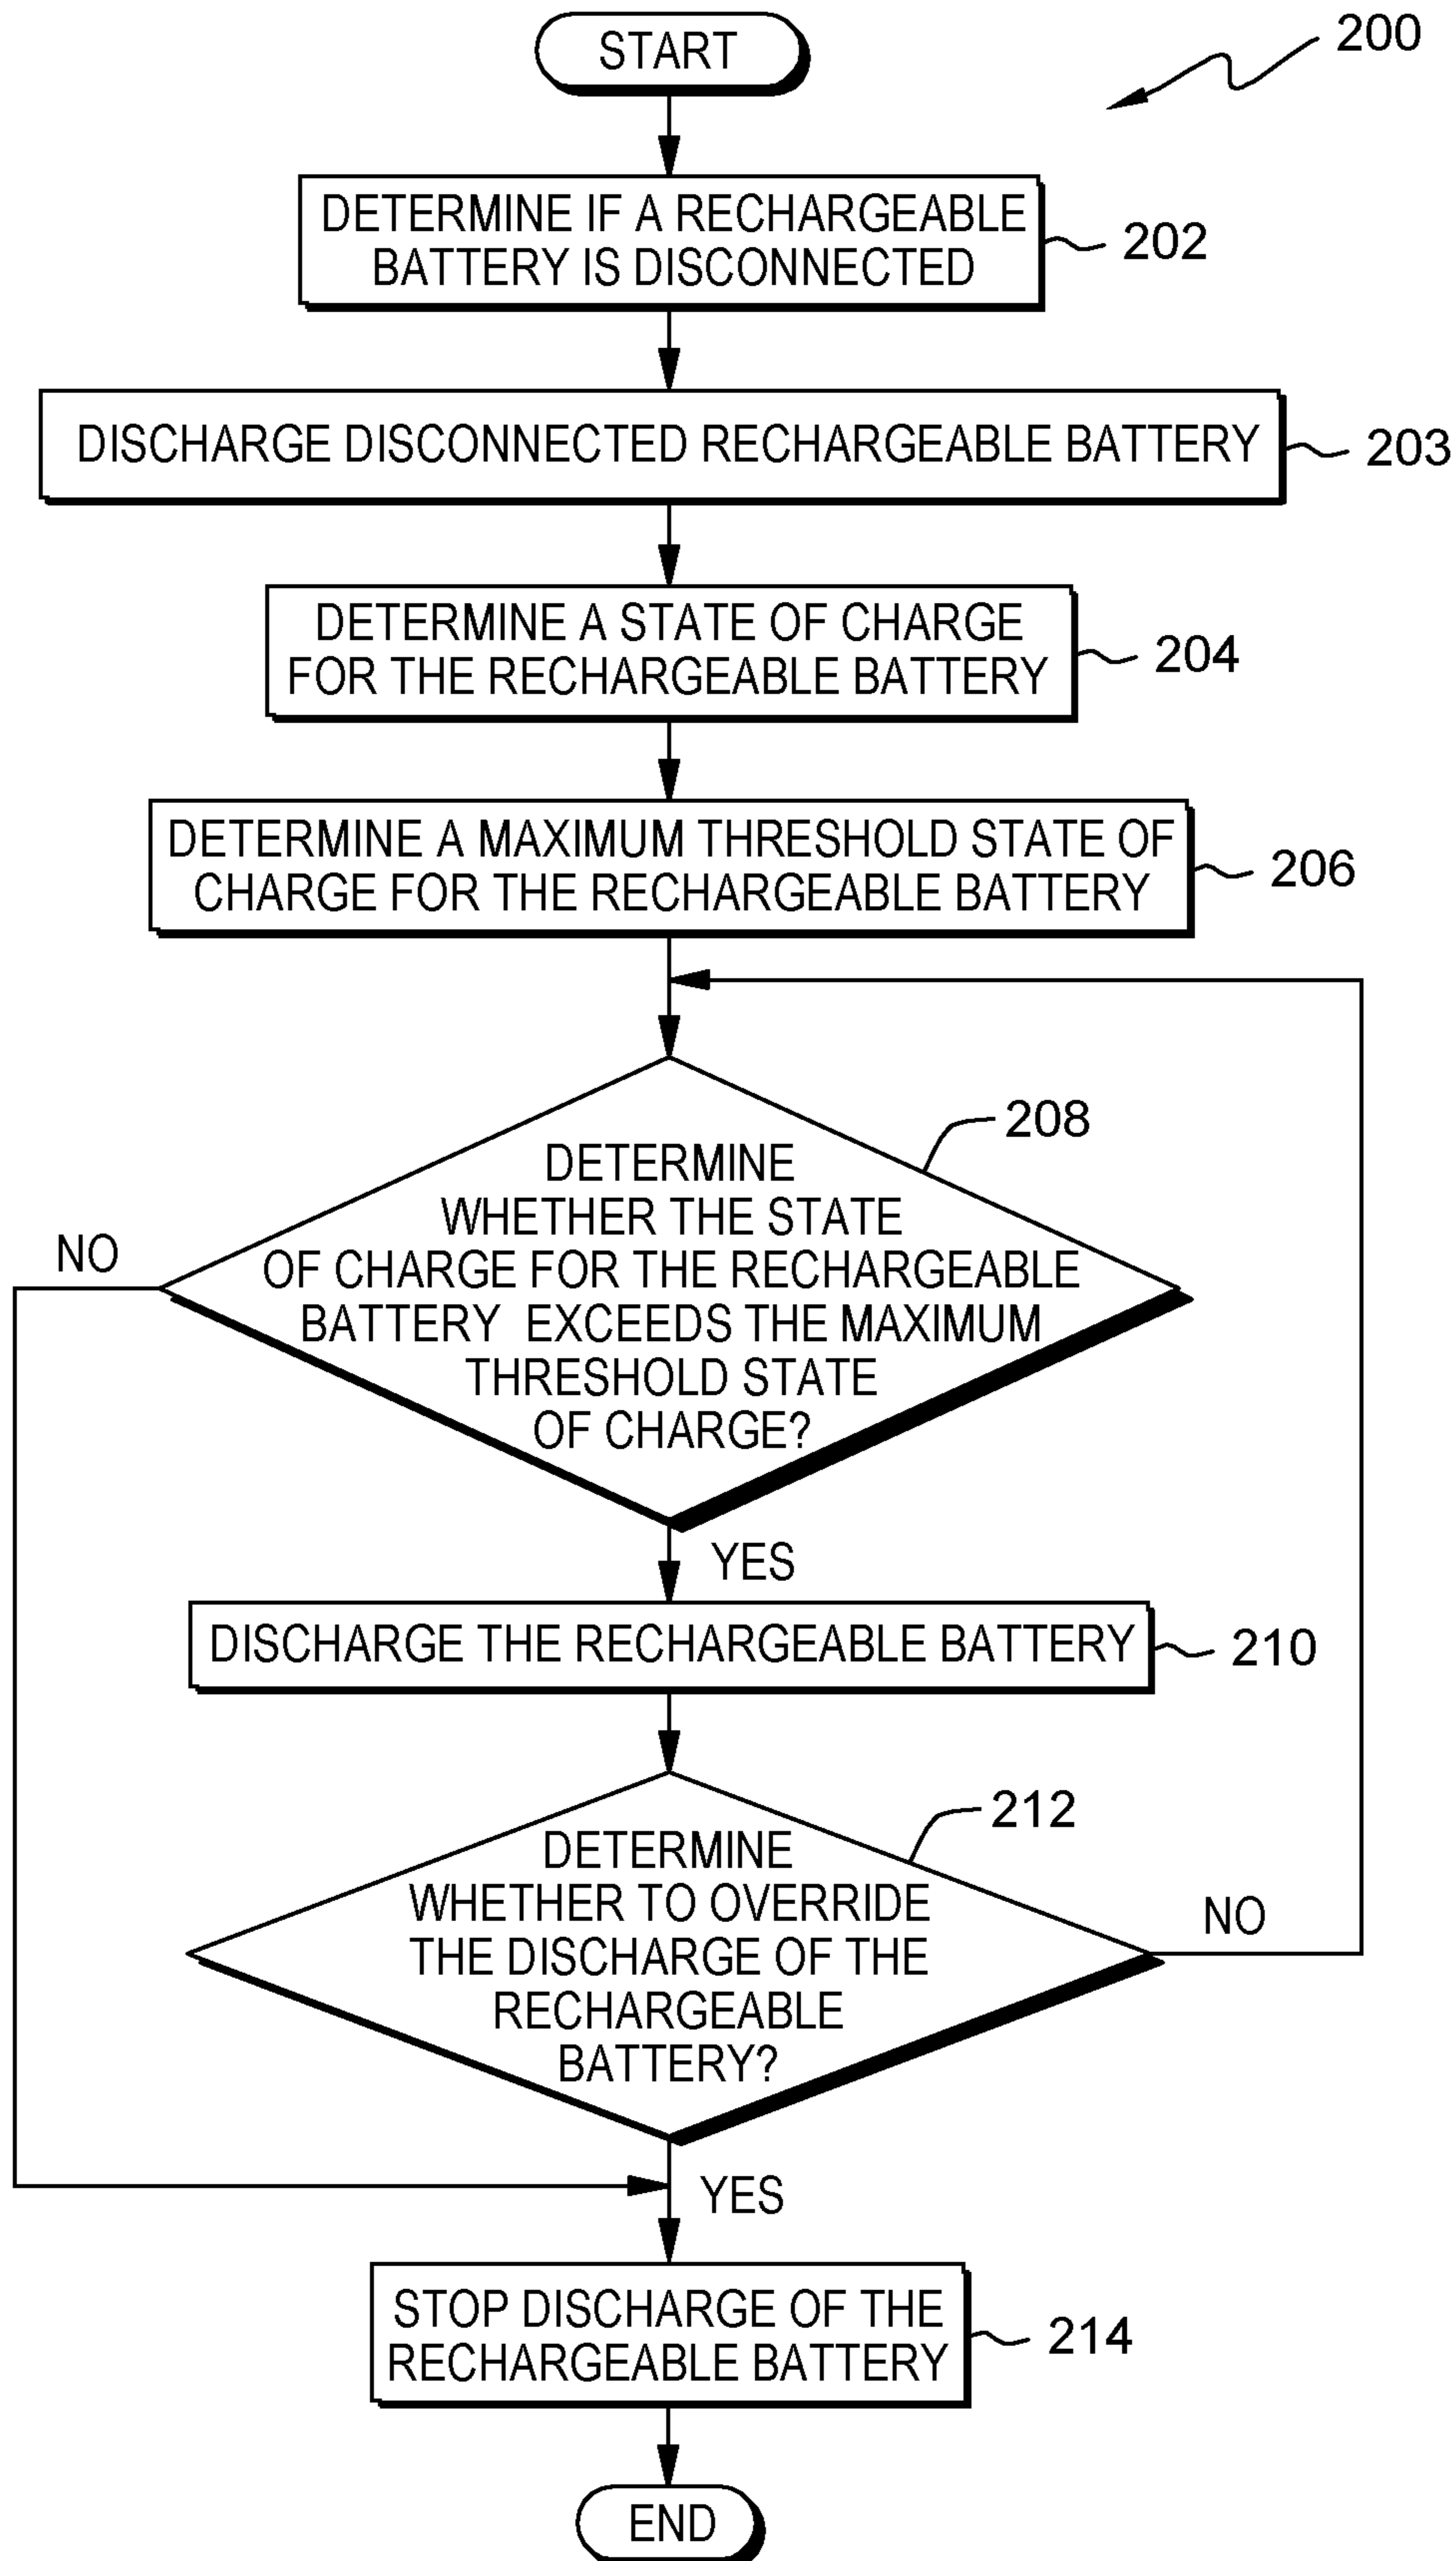 START
200
DETERMINE IF A RECHARGEABLE
BATTERY IS DISCONNECTED
202
DISCHARGE DISCONNECTED RECHARGEABLE BATTERY
203
DETERMINE A STATE OF CHARGE
FOR THE RECHARGEABLE BATTERY
204
DETERMINE A MAXIMUM THRESHOLD STATE OF
CHARGE FOR THE RECHARGEABLE BATTERY
206
208
DETERMINE
WHETHER THE STATE
OF CHARGE FOR THE RECHARGEABLE
BATTERY EXCEEDS THE MAXIMUM
THRESHOLD STATE
OF CHARGE?
NO
YES
DISCHARGE THE RECHARGEABLE BATTERY
210
212
DETERMINE
WHETHER TO OVERRIDE
THE DISCHARGE OF THE
RECHARGEABLE
BATTERY?
NO
YES
STOP DISCHARGE OF THE
RECHARGEABLE BATTERY
214
END